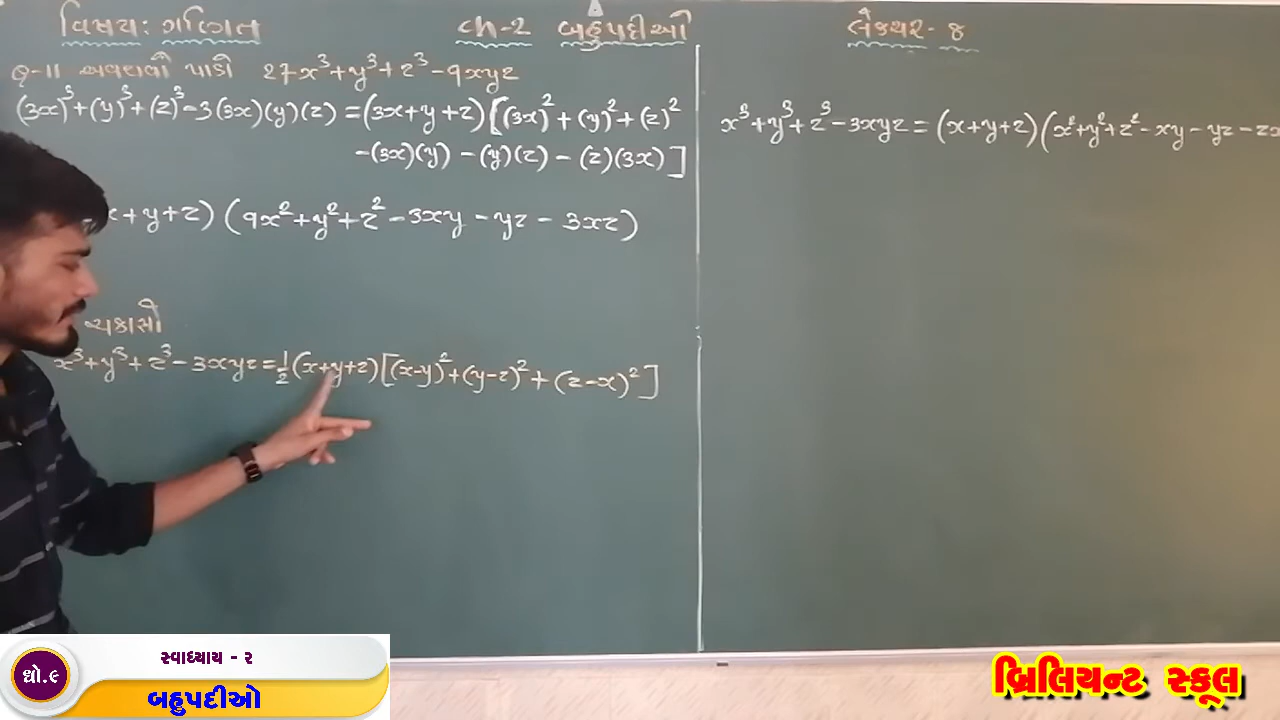 વિષય: ગણિત
ch-2 બહુપદીઓ
લેક્ચર - ૪
Q-11 અવયવો પાડો 27x³+y³+z³-9xyz
(3x)³+(y)³+(z)³-3(3x)(y)(z) = (3x+y+z)[(3x)²+(y)²+(z)²
-(3x)(y) - (y)(z) - (z)(3x)]
x+y+z) (9x²+y²+z²-3xy-yz-3xz)
ચકાસો
x³+y³+z³-3xyz=½(x+y+z)[(x-y)²+(y-z)²+(z-x)²]
x³+y³+z³-3xyz=(x+y+z)(x²+y²+z²-xy-yz-zx
ધો.૯
સ્વાધ્યાય - ૨
બહુપદીઓ
બ્રિલિયન્ટ સ્કૂલ